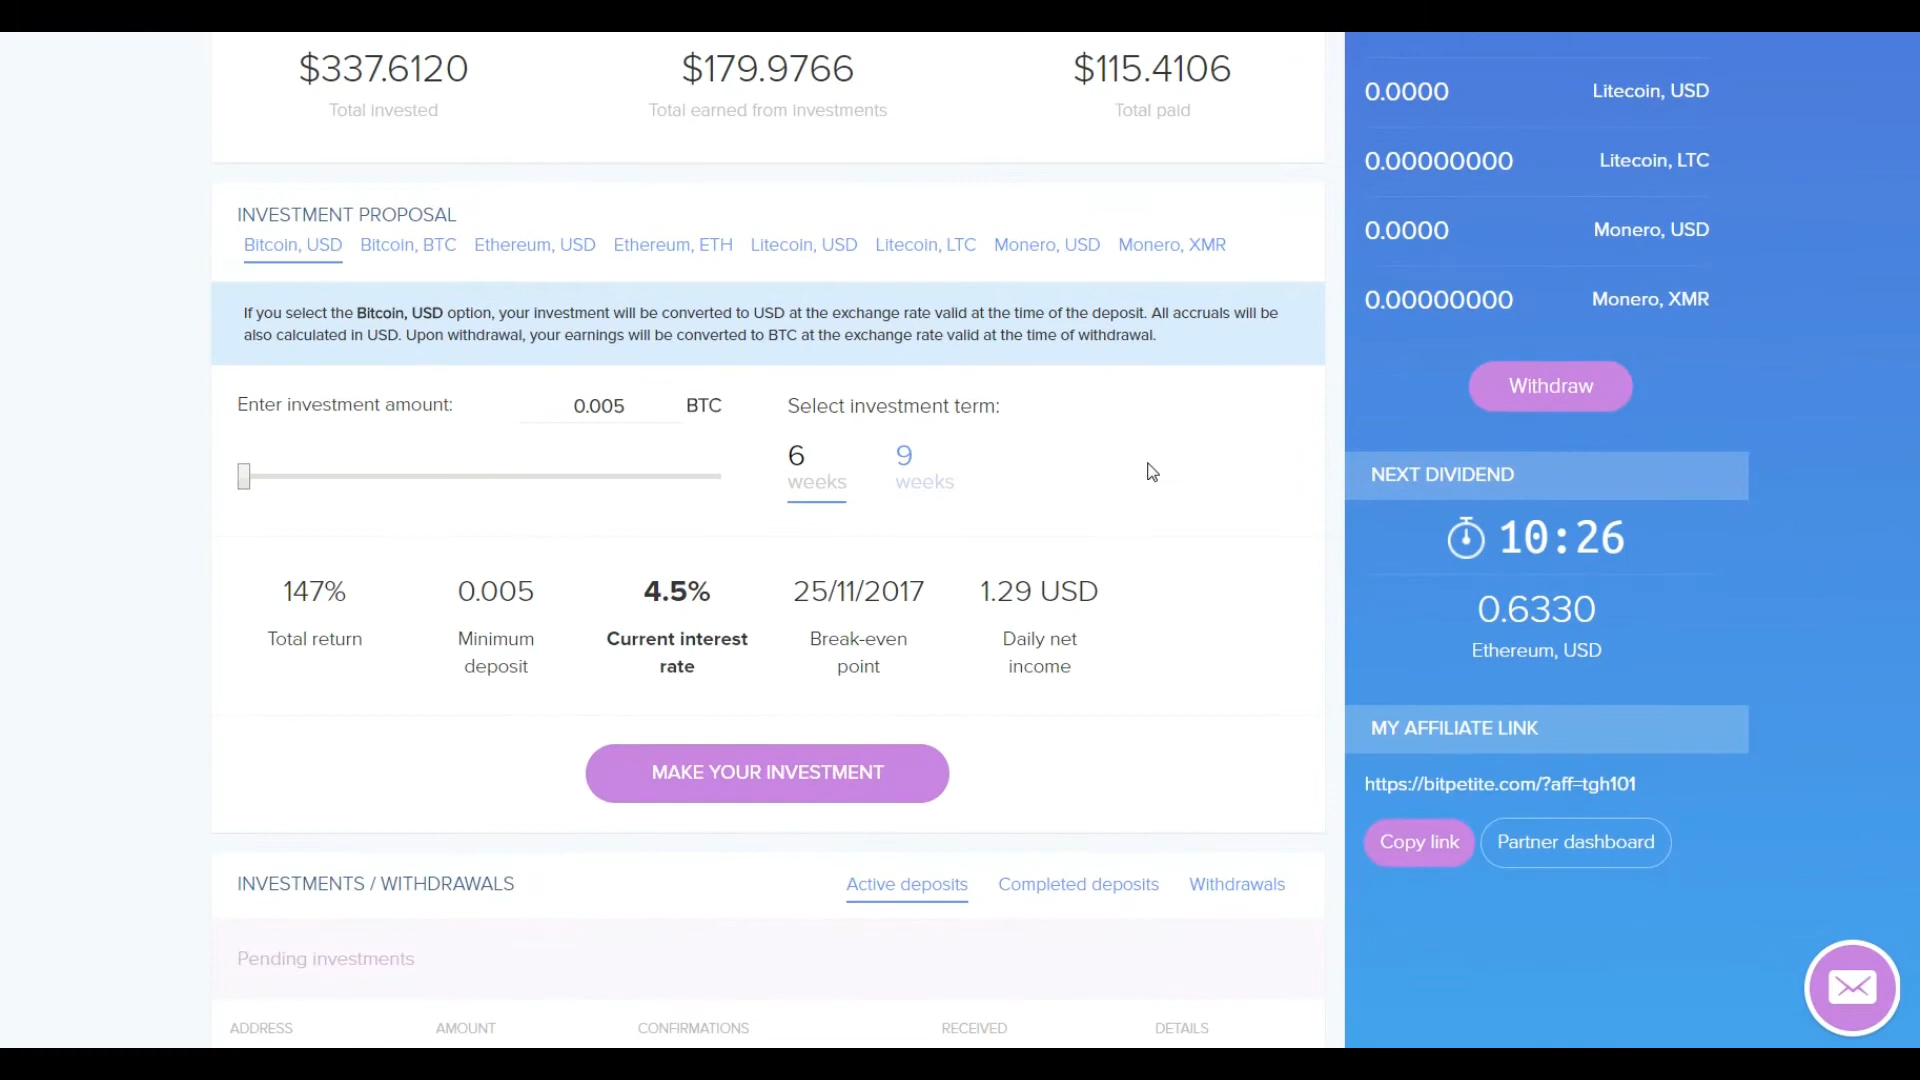 $337.6120
Total invested
$179.9766
Total earned from investments
$115.4106
Total paid
INVESTMENT PROPOSAL
Bitcoin, USD Bitcoin, BTC Ethereum, USD Ethereum, ETH Litecoin, USD Litecoin, LTC Monero, USD Monero, XMR
If you select the Bitcoin, USD option, your investment will be converted to USD at the exchange rate valid at the time of the deposit. All accruals will be
also calculated in USD. Upon withdrawal, your earnings will be converted to BTC at the exchange rate valid at the time of withdrawal.
Enter investment amount: 0.005 BTC
Select investment term:
6 weeks
9 weeks
147%
Total return
0.005
Minimum
deposit
4.5%
Current interest
rate
25/11/2017
Break-even
point
1.29 USD
Daily net
income
MAKE YOUR INVESTMENT
INVESTMENTS / WITHDRAWALS
Active deposits Completed deposits Withdrawals
Pending investments
ADDRESS AMOUNT CONFIRMATIONS RECEIVED DETAILS
0.0000 Litecoin, USD
0.00000000 Litecoin, LTC
0.0000 Monero, USD
0.00000000 Monero, XMR
Withdraw
NEXT DIVIDEND
10:26
0.6330
Ethereum, USD
MY AFFILIATE LINK
https://bitpetite.com/?aff=tgh101
Copy link Partner dashboard